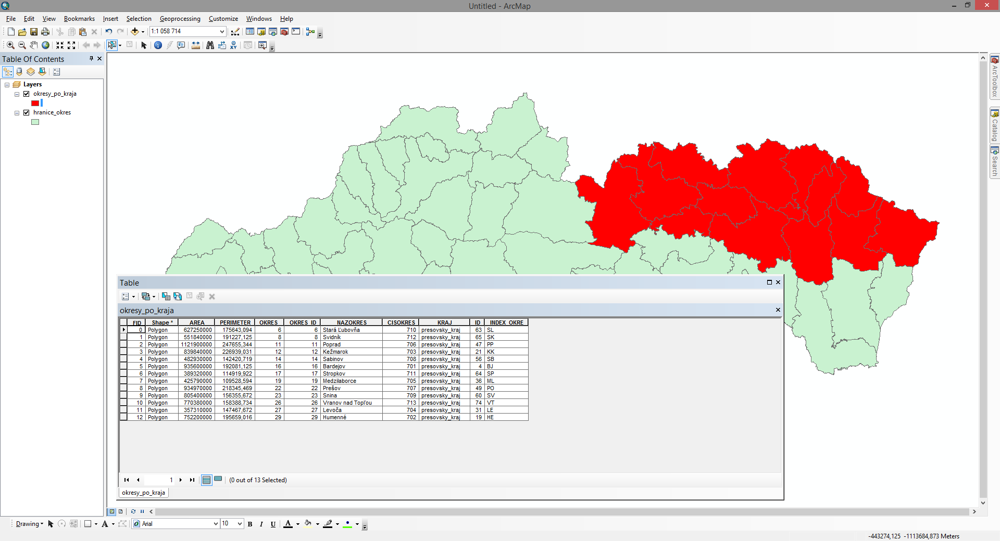 Untitled - ArcMap
File Edit View Bookmarks Insert Selection Geoprocessing Customize Windows Help
1:1 058 714
Table Of Contents
Layers
okresy_po_kraja
hranice_okres
ArcToolbox
Catalog
Search
Table
okresy_po_kraja
FID Shape * AREA PERIMETER OKRES OKRES_ID NAZOKRES CISOKRES KRAJ ID INDEX_OKRE
0 Polygon 627250000 175643,094 6 6 Stará Ľubovňa 710 presovsky_kraj 63 SL
1 Polygon 551840000 191227,125 8 8 Svidník 712 presovsky_kraj 65 SK
2 Polygon 1121900000 247655,344 11 11 Poprad 706 presovsky_kraj 47 PP
3 Polygon 839840000 226939,031 12 12 Kežmarok 703 presovsky_kraj 21 KK
4 Polygon 482930000 142420,719 14 14 Sabinov 708 presovsky_kraj 56 SB
5 Polygon 935600000 192081,125 16 16 Bardejov 701 presovsky_kraj 4 BJ
6 Polygon 389320000 114919,922 17 17 Stropkov 711 presovsky_kraj 64 SP
7 Polygon 425790000 109528,594 19 19 Medzilaborce 705 presovsky_kraj 36 ML
8 Polygon 934970000 218345,469 22 22 Prešov 707 presovsky_kraj 49 PO
9 Polygon 805400000 156355,672 23 23 Snina 709 presovsky_kraj 60 SV
10 Polygon 770380000 158388,734 26 26 Vranov nad Topľou 713 presovsky_kraj 74 VT
11 Polygon 357310000 147467,672 27 27 Levoča 704 presovsky_kraj 31 LE
12 Polygon 752200000 195659,016 29 29 Humenné 702 presovsky_kraj 19 HE
1 (0 out of 13 Selected)
okresy_po_kraja
Drawing A Arial 10 B I U A
-443274,125 -1113684,873 Meters